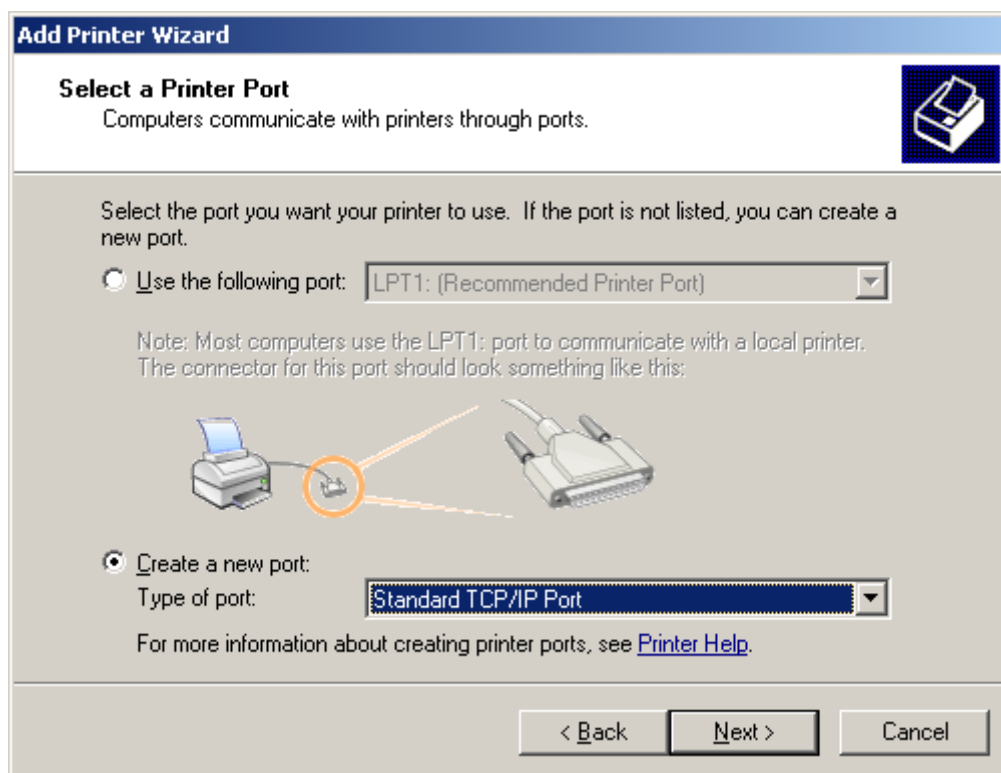 Add Printer Wizard
Select a Printer Port
Computers communicate with printers through ports.
Select the port you want your printer to use.  If the port is not listed, you can create a
new port.
Use the following port: LPT1: (Recommended Printer Port)
Note: Most computers use the LPT1: port to communicate with a local printer.
The connector for this port should look something like this:
Create a new port:
Type of port: Standard TCP/IP Port
For more information about creating printer ports, see Printer Help.
< Back Next > Cancel